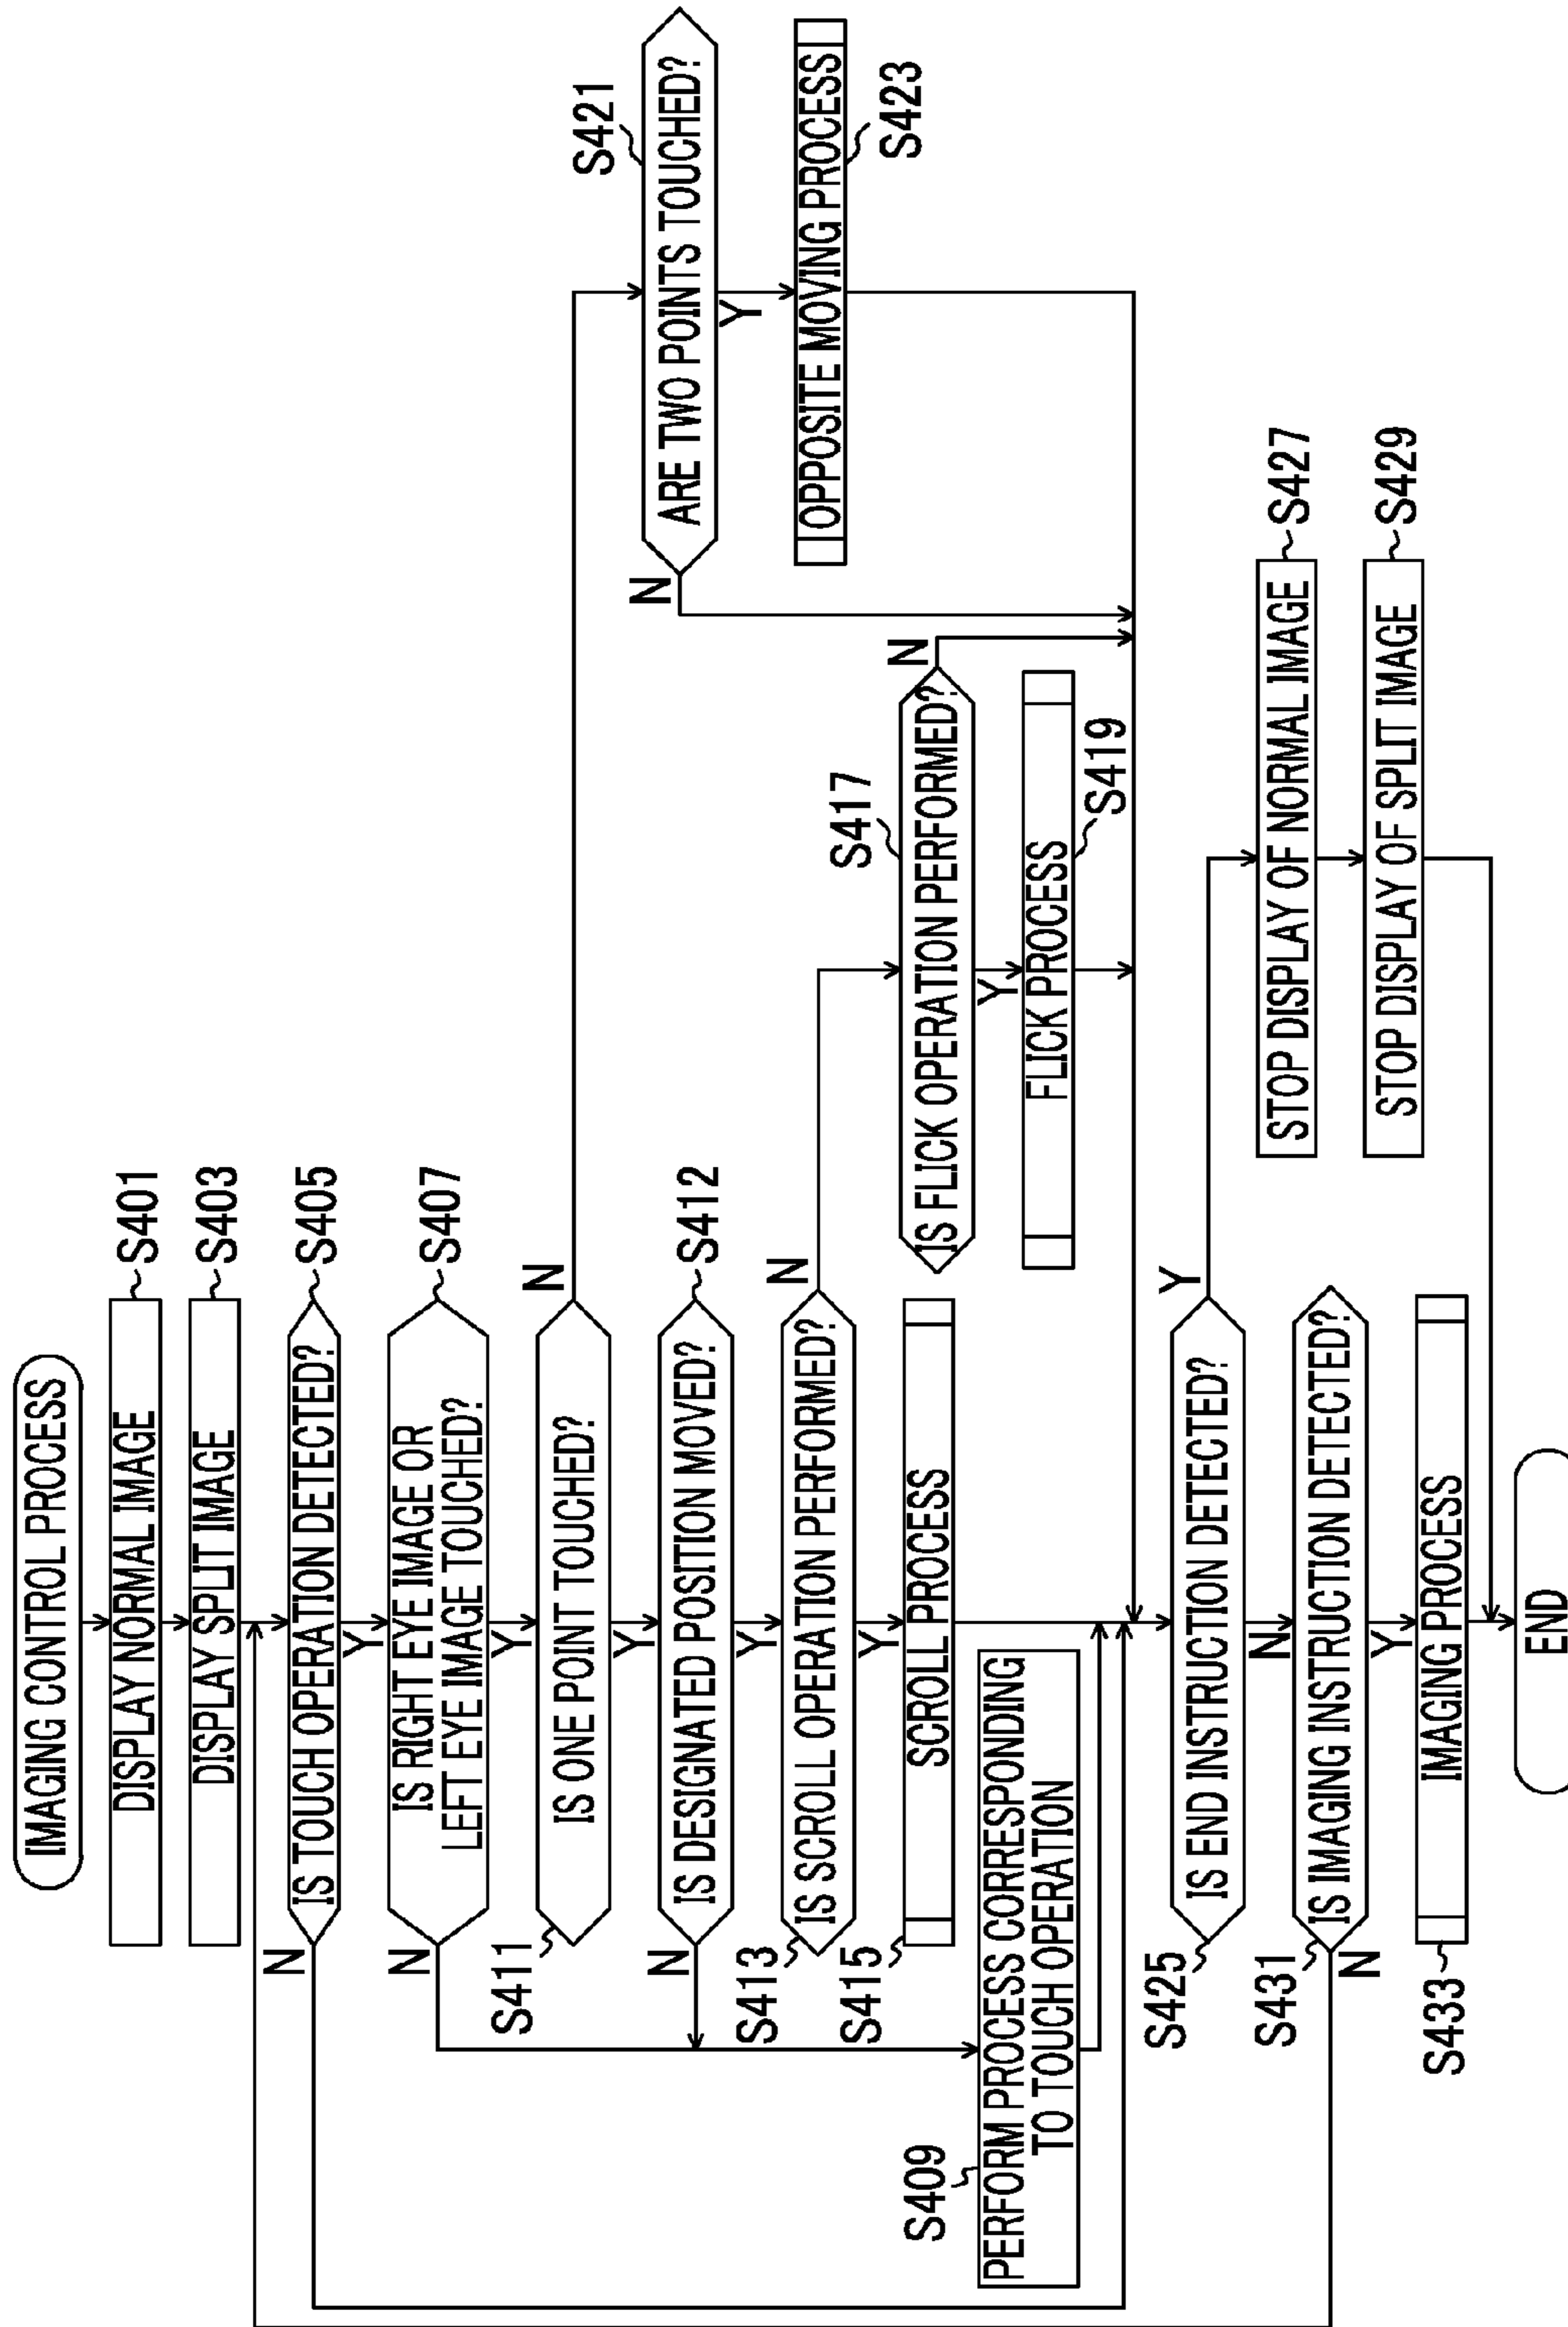 IMAGING CONTROL PROCESS
DISPLAY NORMAL IMAGE
S401
DISPLAY SPLIT IMAGE
S403
IS TOUCH OPERATION DETECTED?
S405
N
Y
IS RIGHT EYE IMAGE OR
LEFT EYE IMAGE TOUCHED?
S407
N
Y
S411
IS ONE POINT TOUCHED?
N
Y
ARE TWO POINTS TOUCHED?
S421
N
Y
OPPOSITE MOVING PROCESS
S423
IS DESIGNATED POSITION MOVED?
S412
N
Y
S413
IS SCROLL OPERATION PERFORMED?
N
Y
S415
SCROLL PROCESS
S417
IS FLICK OPERATION PERFORMED?
N
Y
FLICK PROCESS
S419
S409
PERFORM PROCESS CORRESPONDING
TO TOUCH OPERATION
S425
IS END INSTRUCTION DETECTED?
Y
N
STOP DISPLAY OF NORMAL IMAGE
S427
STOP DISPLAY OF SPLIT IMAGE
S429
S431
IS IMAGING INSTRUCTION DETECTED?
N
Y
S433
IMAGING PROCESS
END